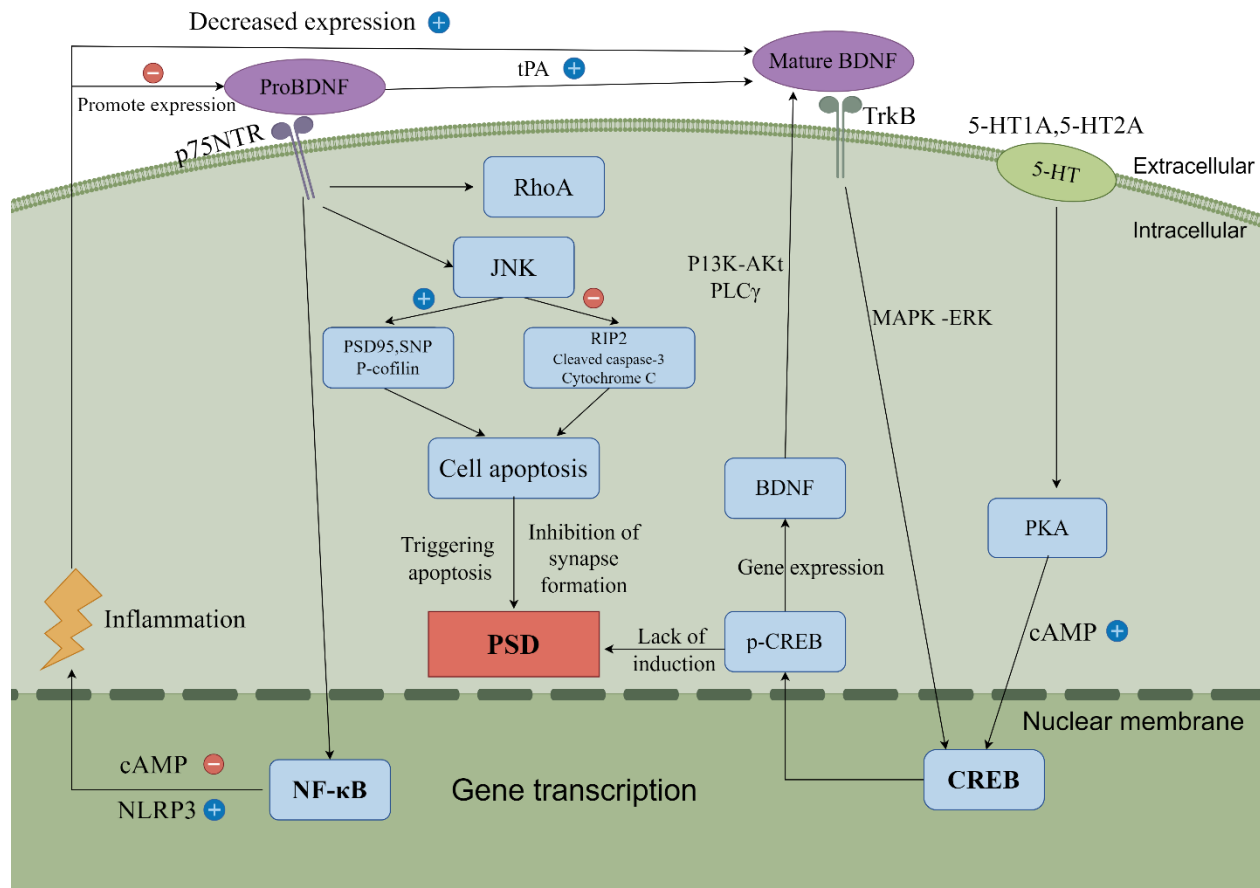 Decreased expression
Mature BDNF
ProBDNF
tPA
Promote expression
p75NTR
TrkB
5-HT1A,5-HT2A
5-HT
Extracellular
Intracellular
RhoA
JNK
P13K-AKt
PLCγ
MAPK -ERK
PSD95,SNP
P-cofilin
RIP2
Cleaved caspase-3
Cytochrome C
Cell apoptosis
BDNF
PKA
Triggering
apoptosis
Inhibition of
synapse
formation
Gene expression
Inflammation
PSD
Lack of
induction
p-CREB
cAMP
Nuclear membrane
cAMP
NLRP3
NF-κB
Gene transcription
CREB